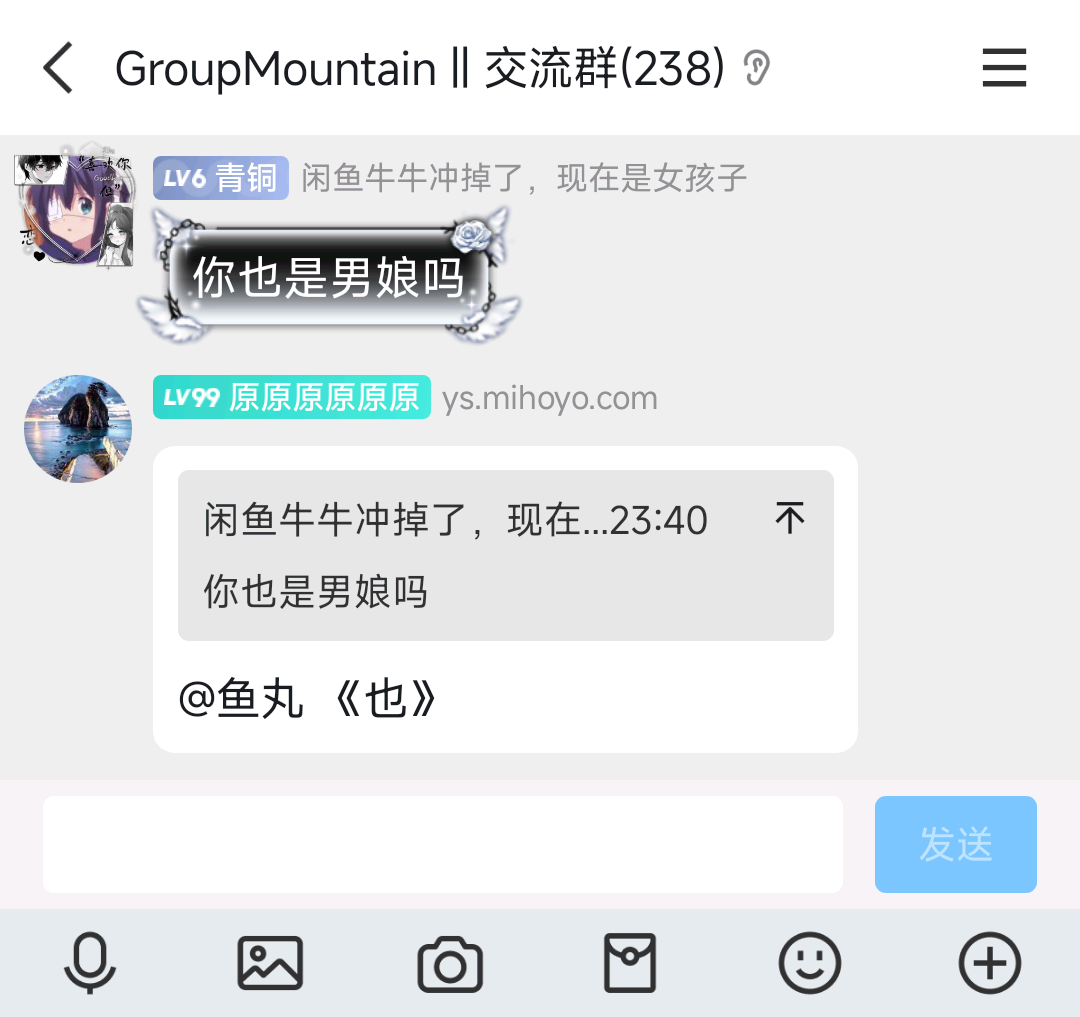 GroupMountain || 交流群(238)
LV6 青铜 闲鱼牛牛冲掉了，现在是女孩子
你也是男娘吗
LV99 原原原原原原 ys.mihoyo.com
闲鱼牛牛冲掉了，现在...23:40
你也是男娘吗
@鱼丸 《也》
发送